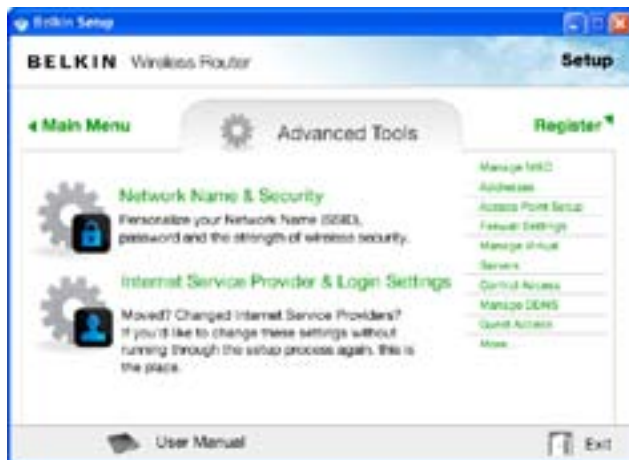 Belkin Setup
BELKIN Wireless Router
Setup
Main Menu
Advanced Tools
Register
Network Name & Security
Personalize your Network Name (SSID),
password and the strength of wireless security.
Internet Service Provider & Login Settings
Moved? Changed Internet Service Providers?
If you'd like to change these settings without
running through the setup process again, this is
the place.
Manage MAC
Addresses
Access Point Setup
Firewall Settings
Manage Virtual
Servers
Control Access
Manage DDNS
Guest Access
More
User Manual
Exit